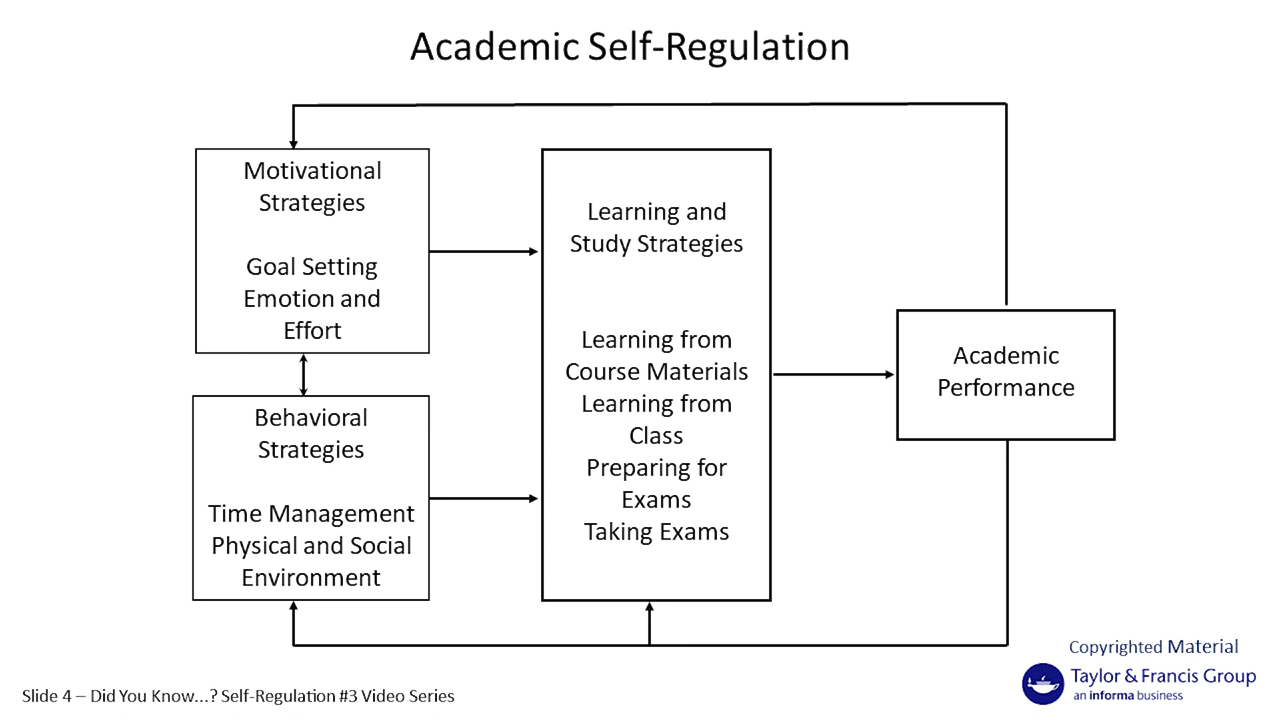 Academic Self-Regulation
Motivational
Strategies
Goal Setting
Emotion and
Effort
Behavioral
Strategies
Time Management
Physical and Social
Environment
Learning and
Study Strategies
Learning from
Course Materials
Learning from
Class
Preparing for
Exams
Taking Exams
Academic
Performance
Copyrighted Material
Taylor & Francis Group
an informa business
Slide 4 – Did You Know...? Self-Regulation #3 Video Series